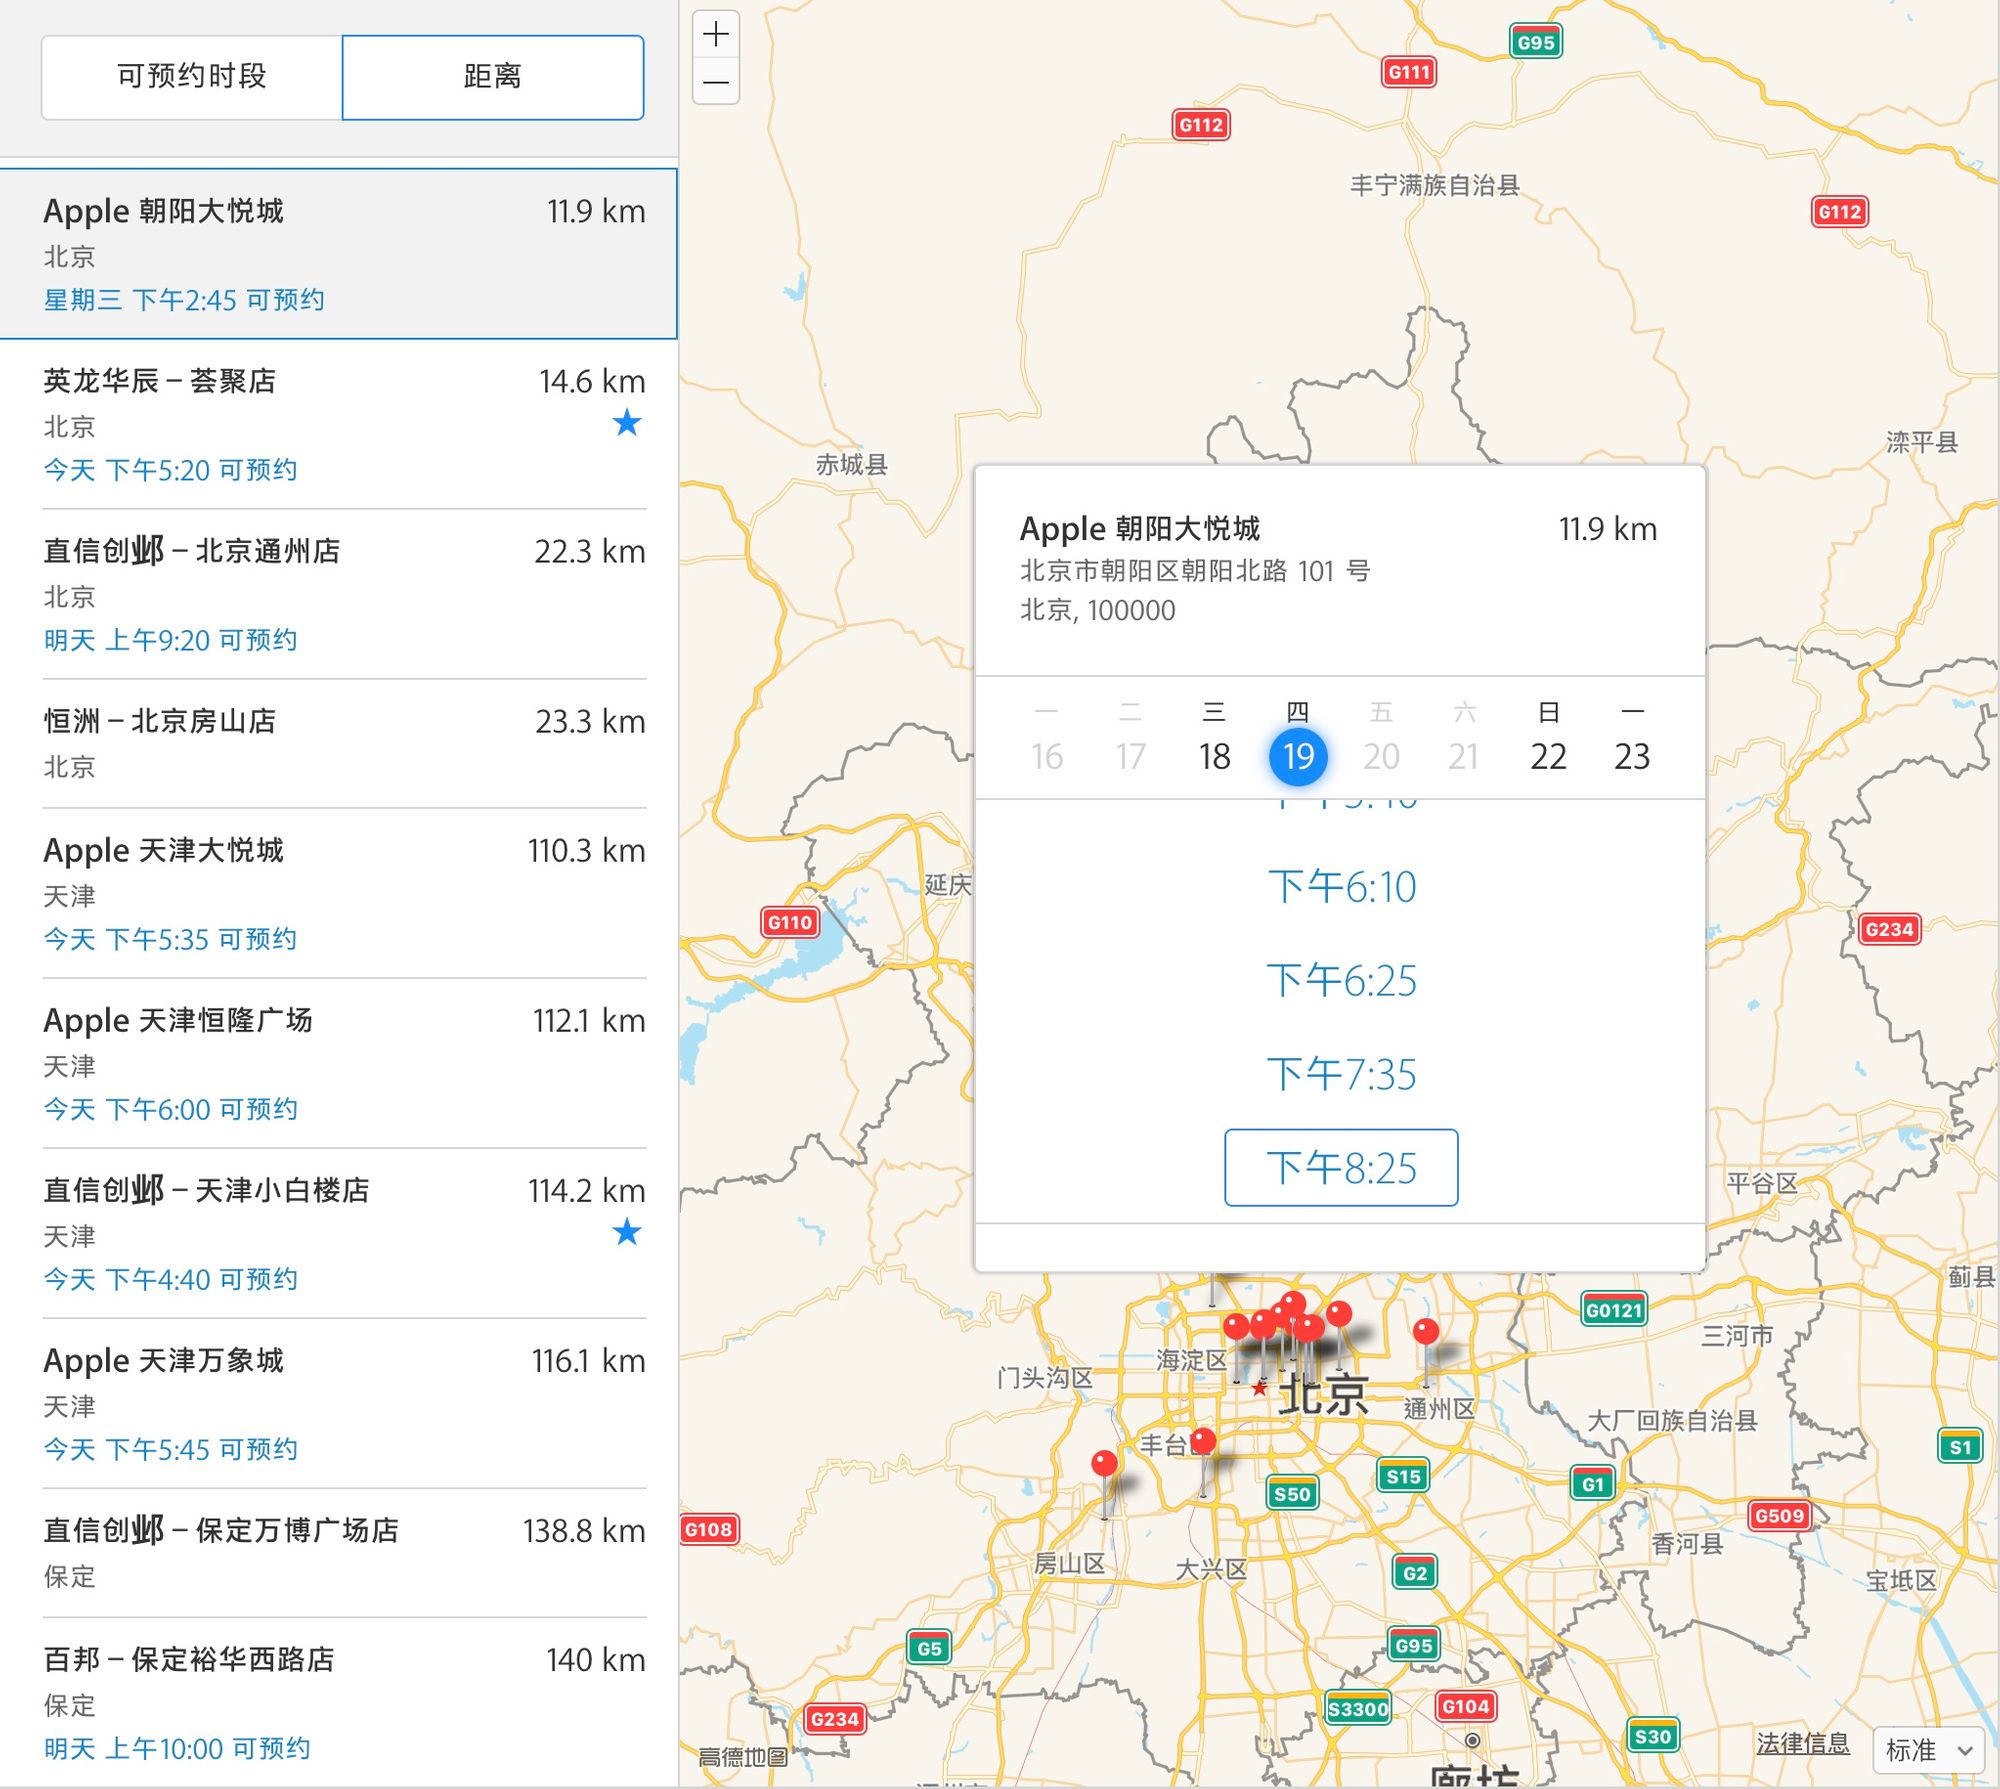 可预约时段
距离
Apple 朝阳大悦城
11.9 km
北京
星期三 下午2:45 可预约
英龙华辰 – 荟聚店
14.6 km
北京
今天 下午5:20 可预约
直信创邺 – 北京通州店
22.3 km
北京
明天 上午9:20 可预约
恒洲 – 北京房山店
23.3 km
北京
Apple 天津大悦城
110.3 km
天津
今天 下午5:35 可预约
Apple 天津恒隆广场
112.1 km
天津
今天 下午6:00 可预约
直信创邺 – 天津小白楼店
114.2 km
天津
今天 下午4:40 可预约
Apple 天津万象城
116.1 km
天津
今天 下午5:45 可预约
直信创邺 – 保定万博广场店
138.8 km
保定
百邦 – 保定裕华西路店
140 km
保定
明天 上午10:00 可预约
G95
G111
G112
丰宁满族自治县
G112
赤城县
滦平县
Apple 朝阳大悦城
11.9 km
北京市朝阳区朝阳北路 101 号
北京, 100000
一 二 三 四 五 六 日 一
16 17 18 19 20 21 22 23
下午6:10
下午6:25
下午7:35
下午8:25
延庆
G110
G234
平谷区
蓟县
G0121
三河市
海淀区
门头沟区
北京
通州区
大厂回族自治县
丰台
S1
S15
S50
G1
G108
G509
香河县
房山区
大兴区
G2
宝坻区
G5
G95
S3300
G104
G234
S30
高德地图
法律信息
标准
廊坊